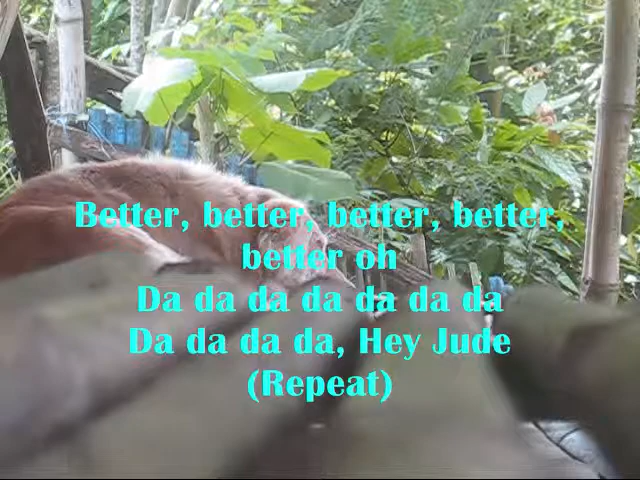 Better, better, better, better,
better oh
Da da da da da da da
Da da da da, Hey Jude
(Repeat)